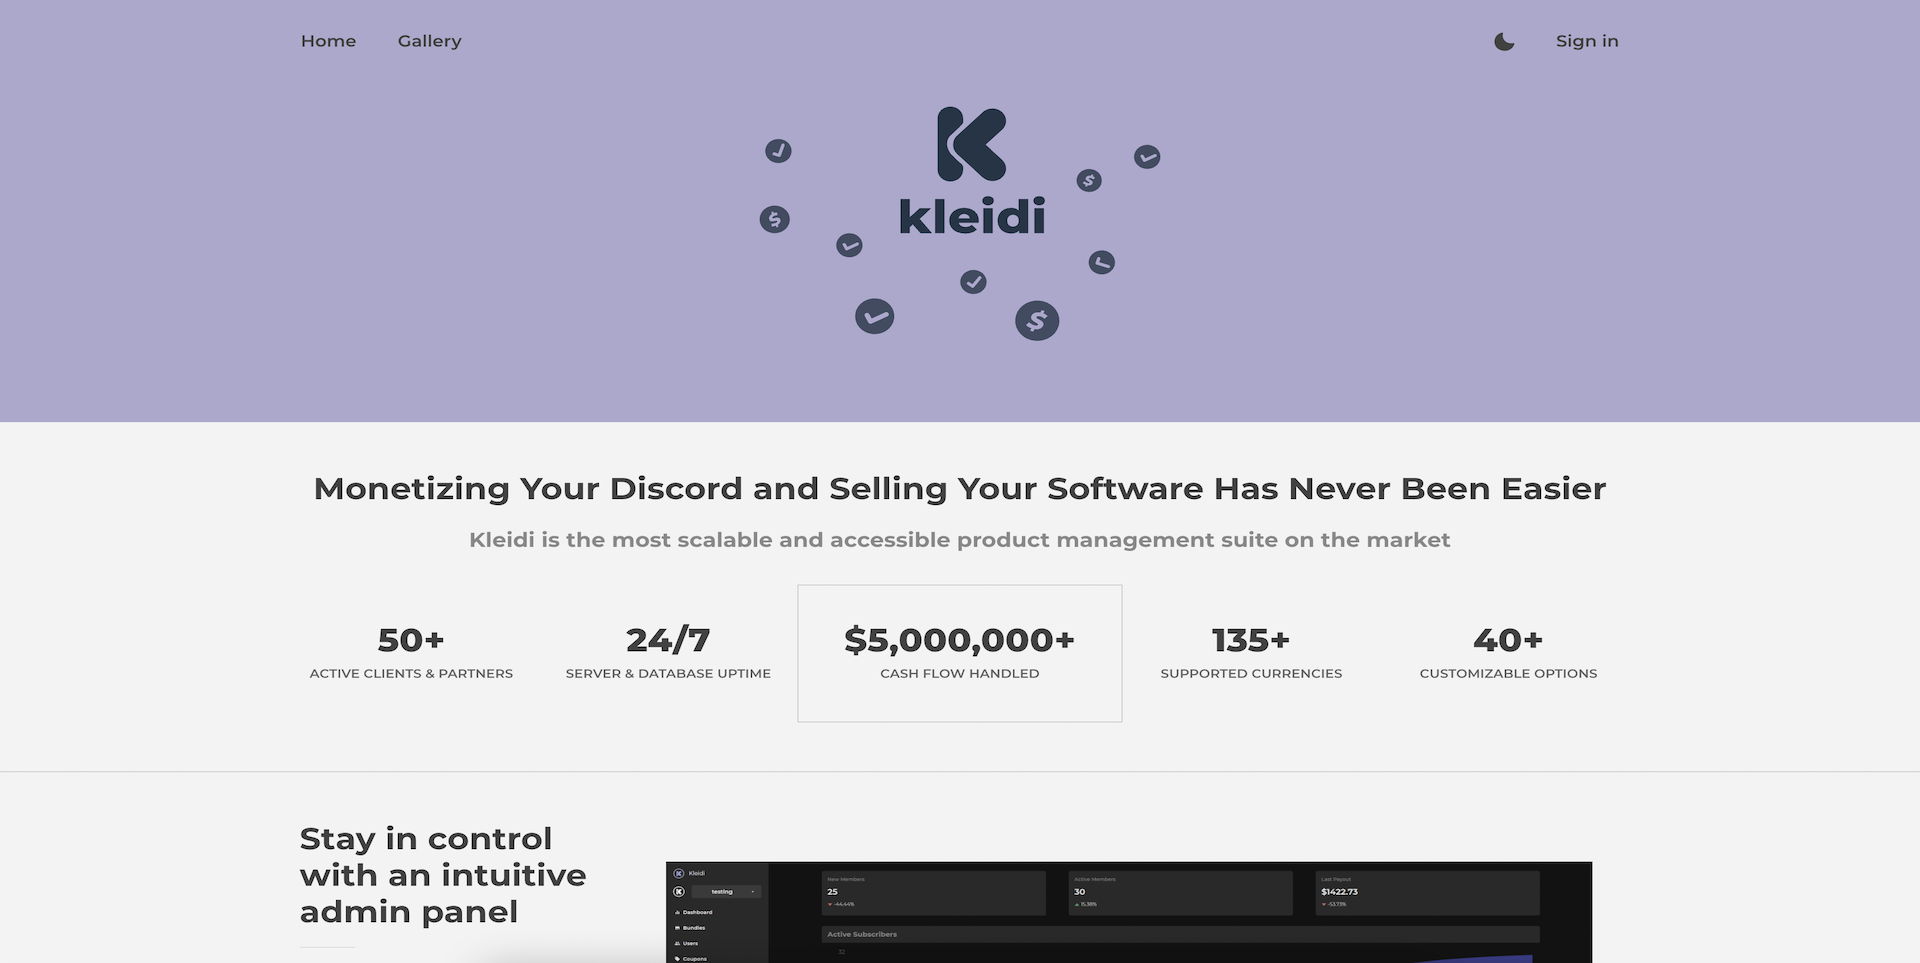 Home
Gallery
Sign in
kleidi
Monetizing Your Discord and Selling Your Software Has Never Been Easier
Kleidi is the most scalable and accessible product management suite on the market
50+
ACTIVE CLIENTS & PARTNERS
24/7
SERVER & DATABASE UPTIME
$5,000,000+
CASH FLOW HANDLED
135+
SUPPORTED CURRENCIES
40+
CUSTOMIZABLE OPTIONS
Stay in control
with an intuitive
admin panel
Kleidi
testing
Dashboard
Bundles
Users
Coupons
New Members
25
-44.44%
Active Members
30
15.38%
Last Payout
$1422.73
-53.73%
Active Subscribers
32